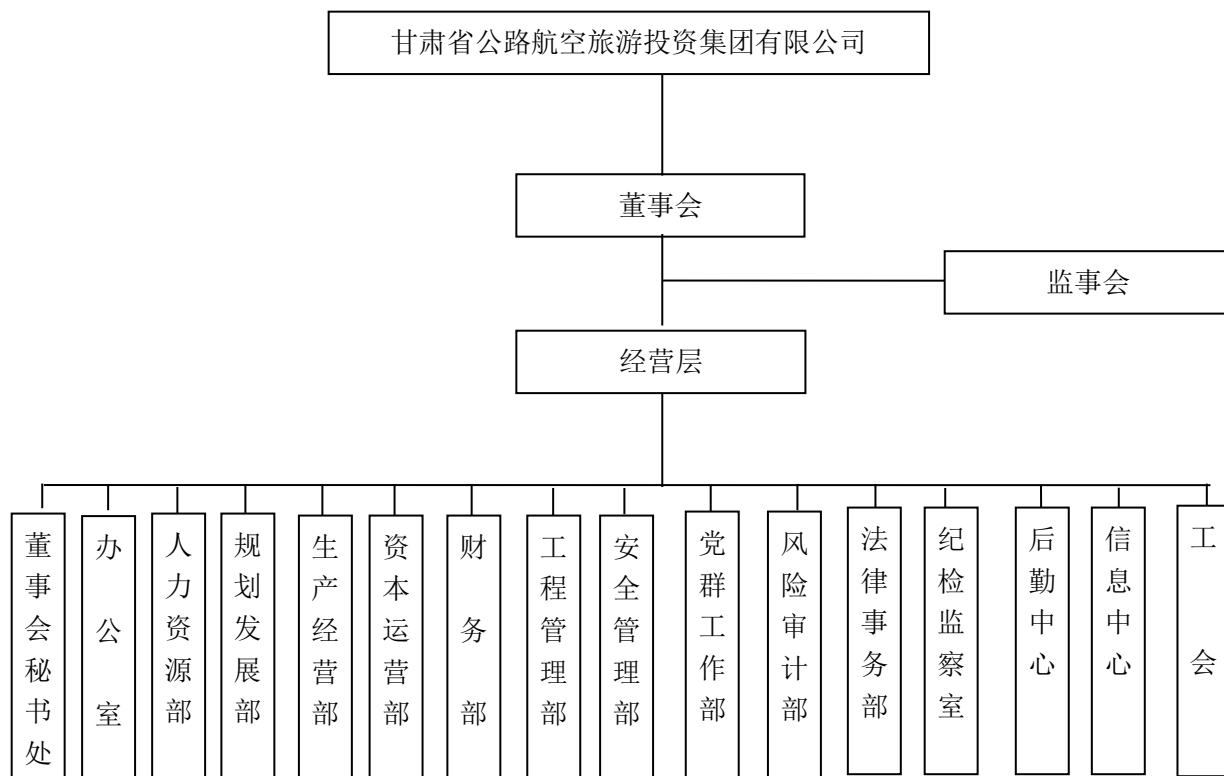 甘肃省公路航空旅游投资集团有限公司
董事会
监事会
经营层
董事会秘书处
办公室
人力资源部
规划发展部
生产经营部
资本运营部
财务部
工程管理部
安全管理部
党群工作部
风险审计部
法律事务部
纪检监察室
后勤中心
信息中心
工会